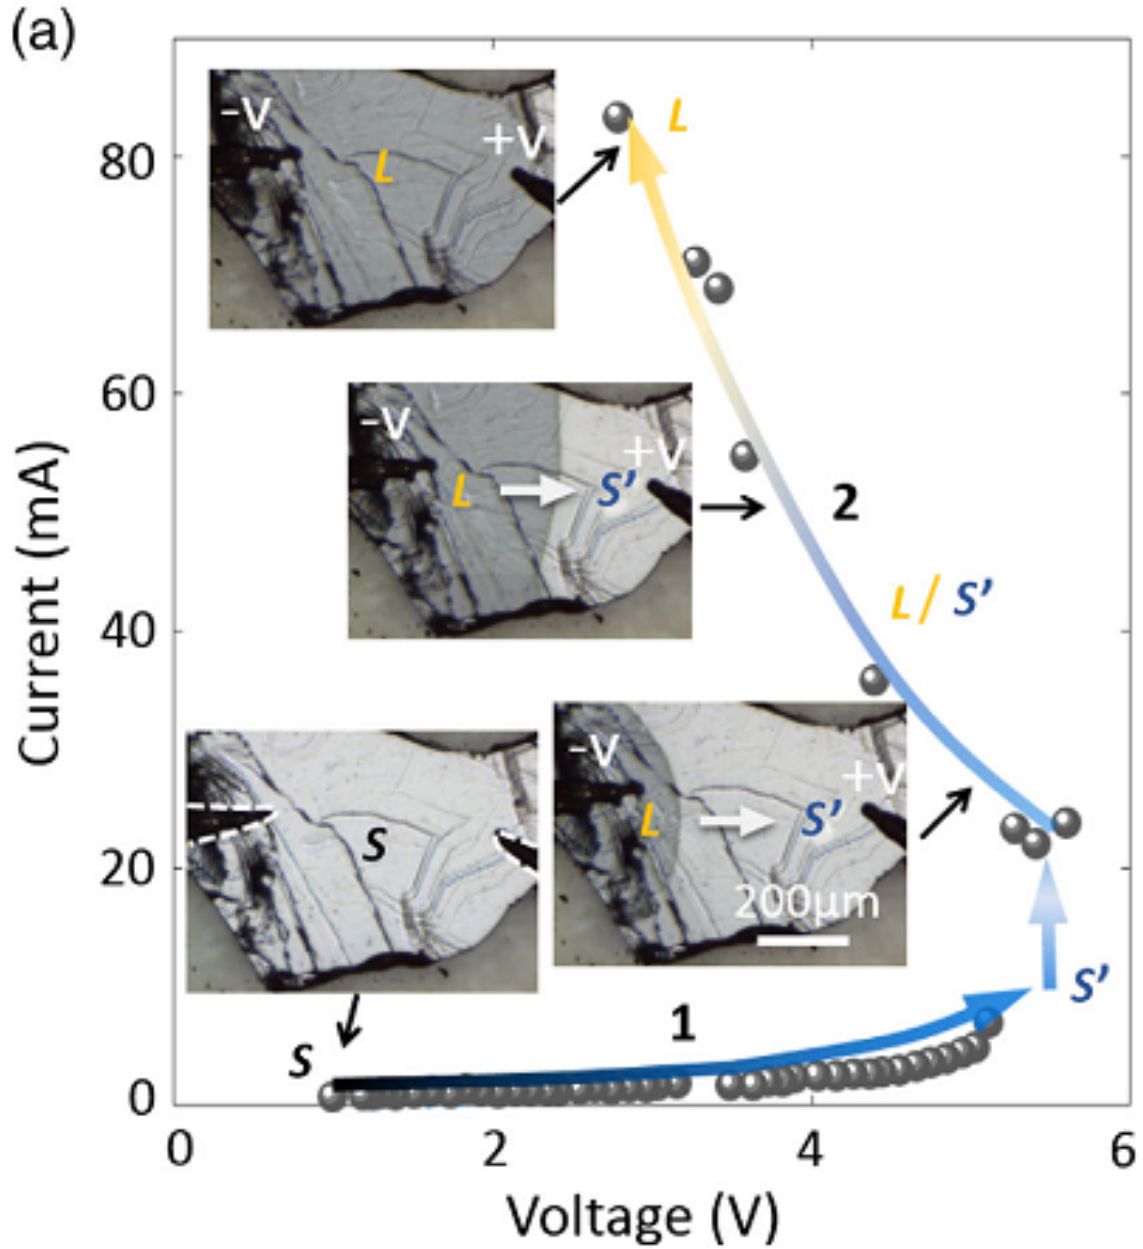 (a)
-V
+V
L
L
80
-V
+V
L
S’
60
2
L / S’
40
Current (mA)
-V
+V
L
S’
200μm
S
20
S’
1
S
0
0 2 4 6
Voltage (V)